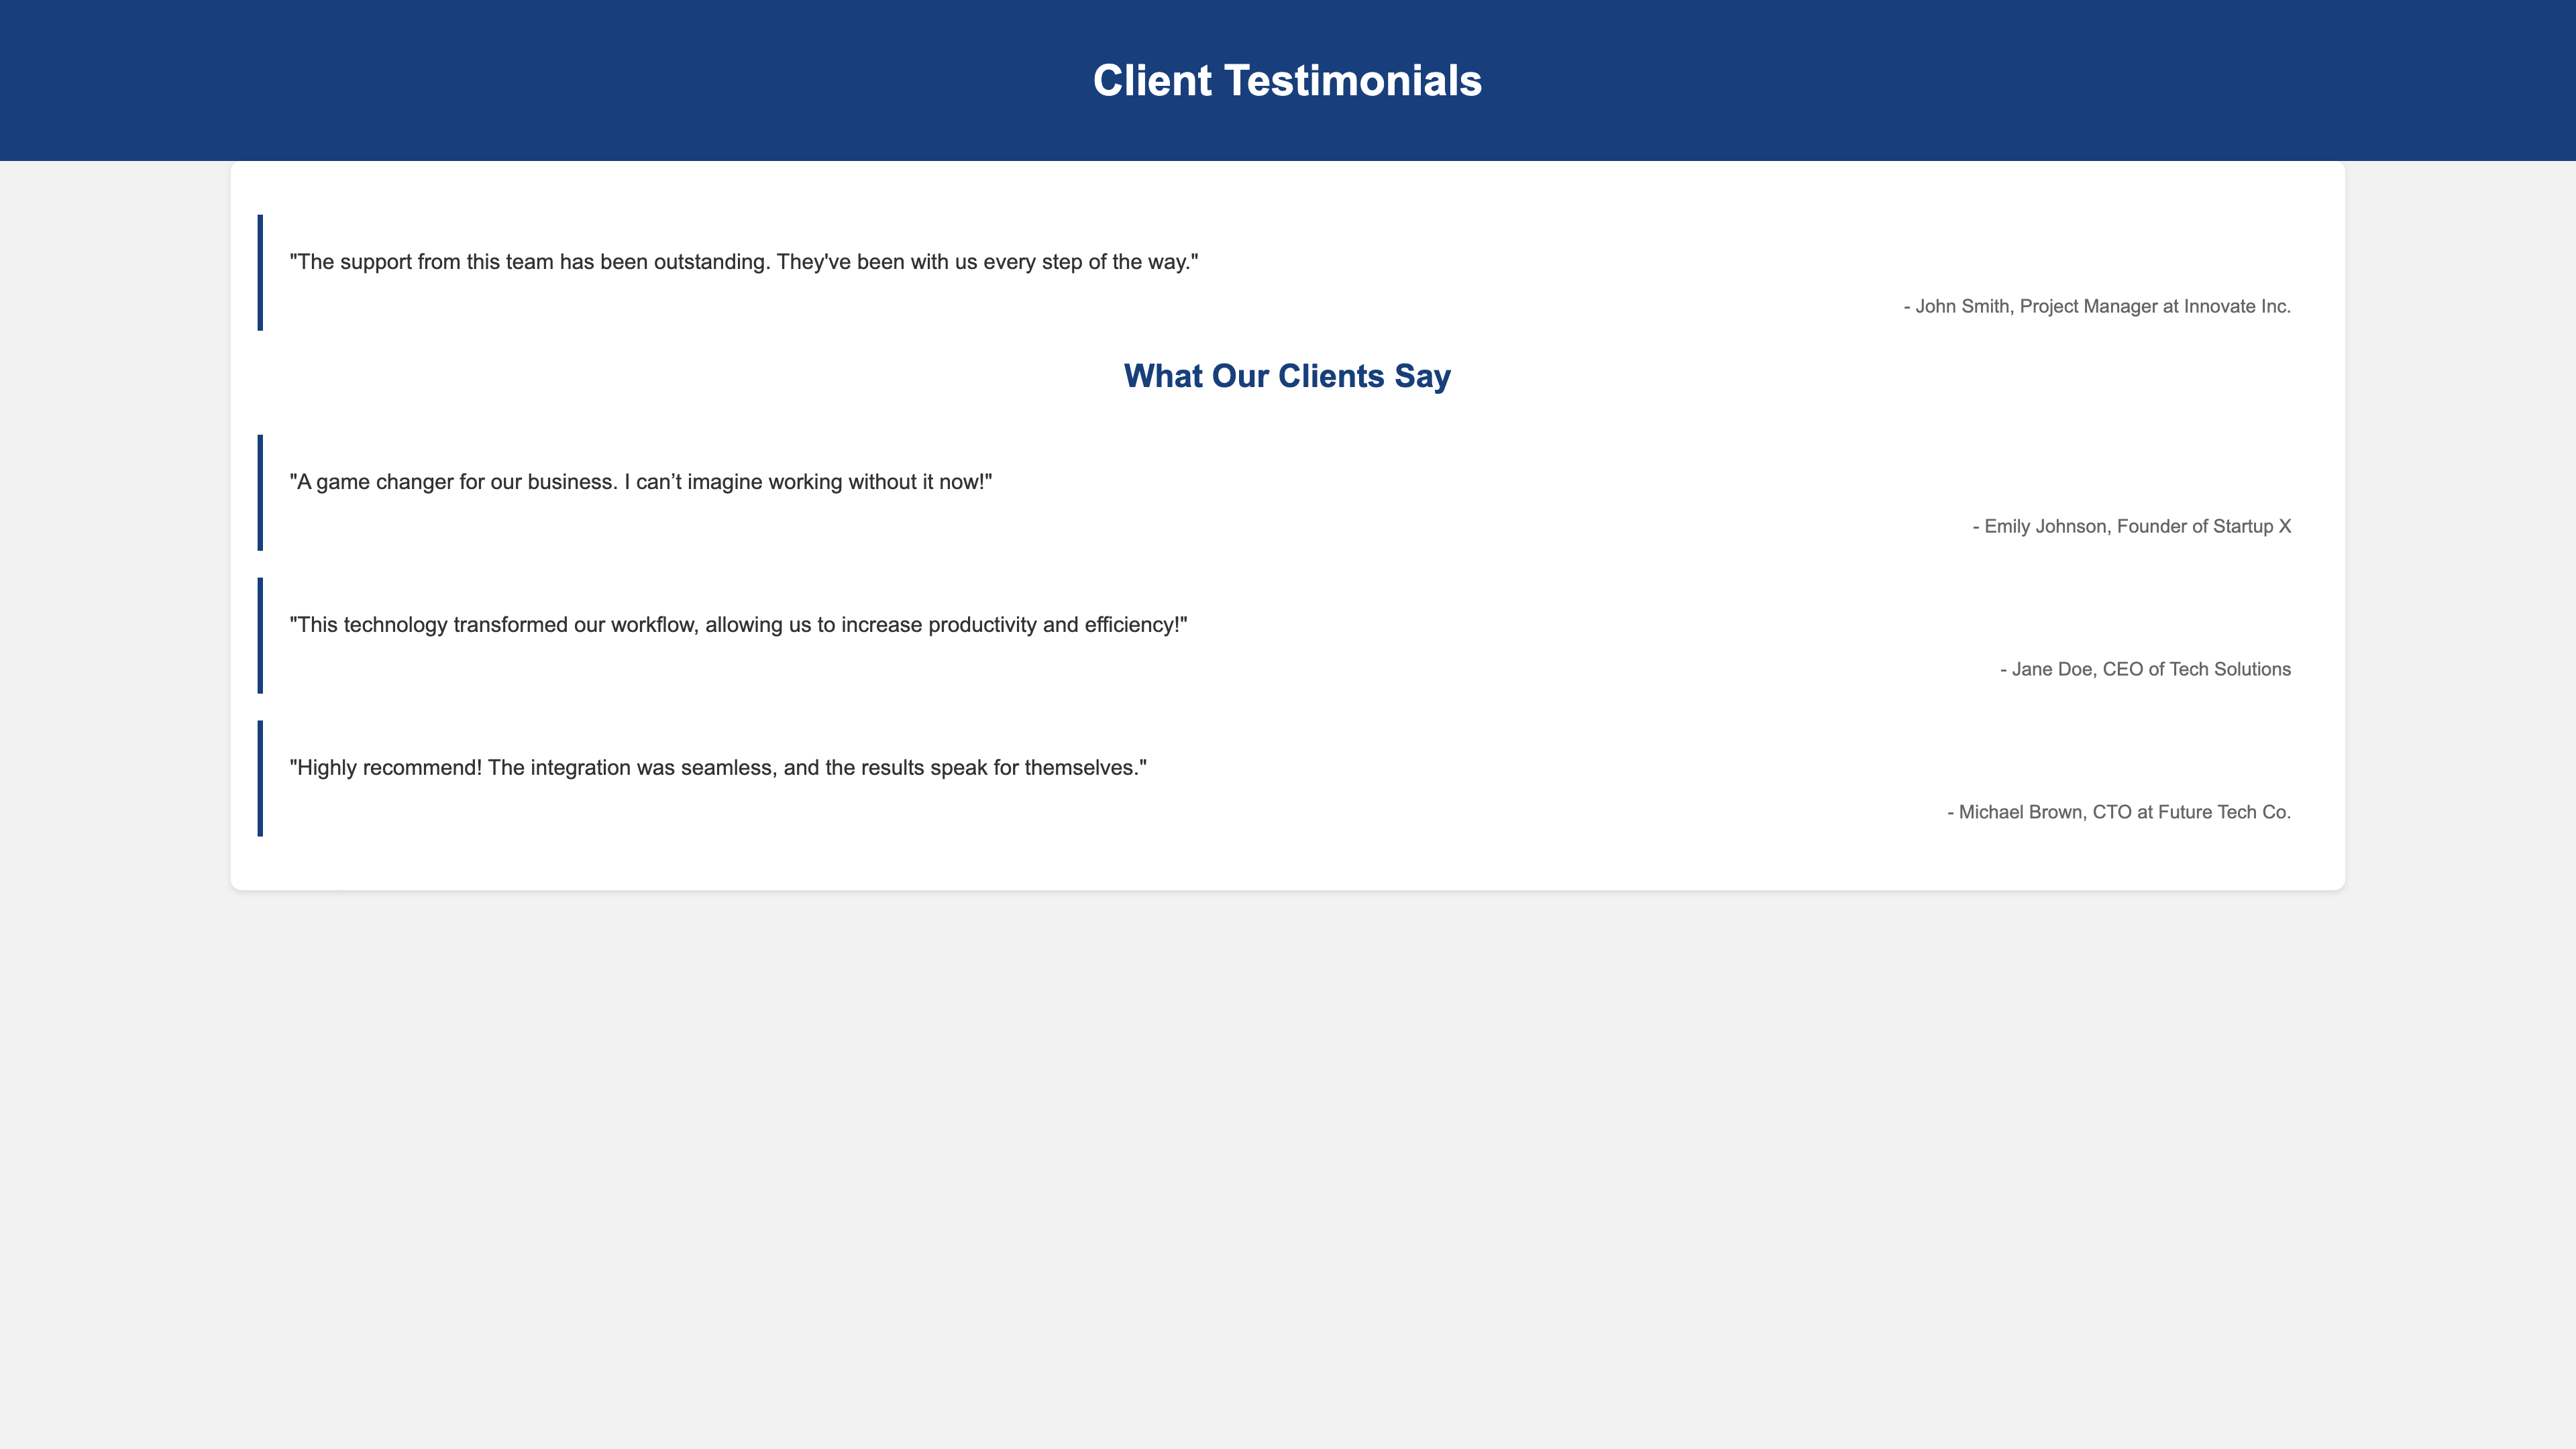 Client Testimonials
"The support from this team has been outstanding. They've been with us every step of the way."
- John Smith, Project Manager at Innovate Inc.
What Our Clients Say
"A game changer for our business. I can’t imagine working without it now!"
- Emily Johnson, Founder of Startup X
"This technology transformed our workflow, allowing us to increase productivity and efficiency!"
- Jane Doe, CEO of Tech Solutions
"Highly recommend! The integration was seamless, and the results speak for themselves."
- Michael Brown, CTO at Future Tech Co.